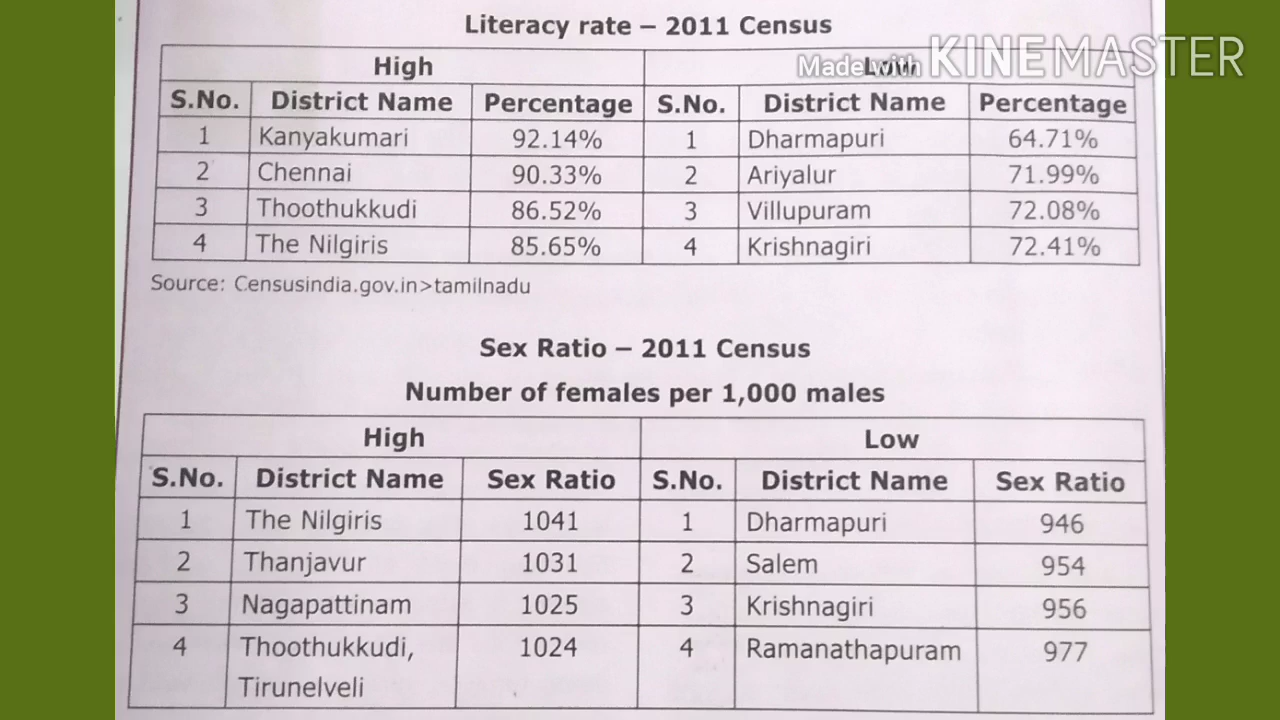 Literacy rate – 2011 Census
High Low
Made with KINEMASTER
S.No. District Name Percentage S.No. District Name Percentage
1 Kanyakumari 92.14% 1 Dharmapuri 64.71%
2 Chennai 90.33% 2 Ariyalur 71.99%
3 Thoothukkudi 86.52% 3 Villupuram 72.08%
4 The Nilgiris 85.65% 4 Krishnagiri 72.41%
Source: Censusindia.gov.in>tamilnadu
Sex Ratio – 2011 Census
Number of females per 1,000 males
High Low
S.No. District Name Sex Ratio S.No. District Name Sex Ratio
1 The Nilgiris 1041 1 Dharmapuri 946
2 Thanjavur 1031 2 Salem 954
3 Nagapattinam 1025 3 Krishnagiri 956
4 Thoothukkudi, 1024 4 Ramanathapuram 977
Tirunelveli